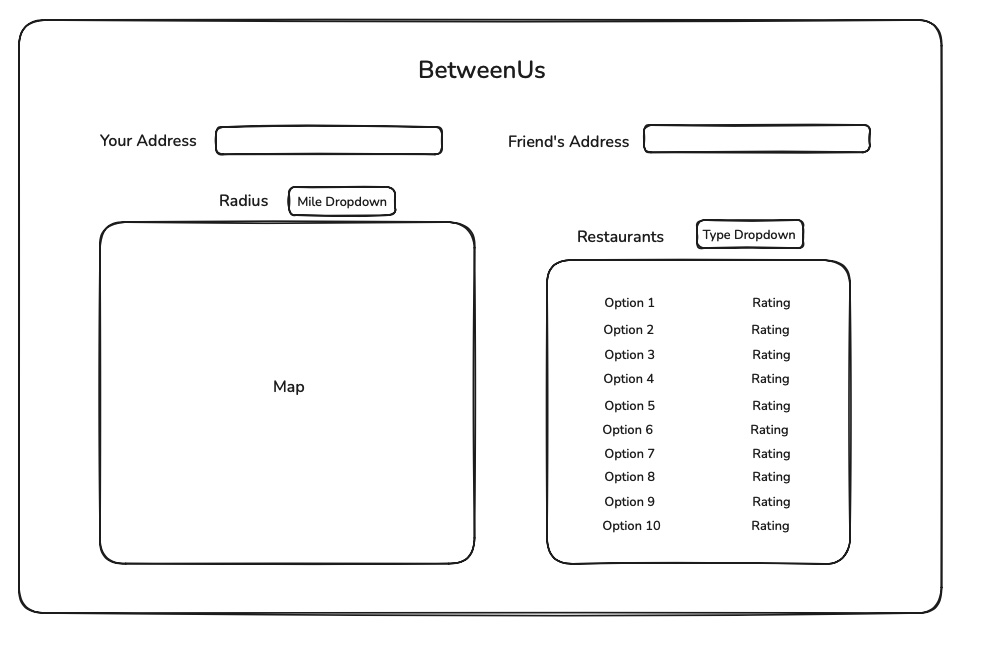 BetweenUs
Your Address
Friend's Address
Radius
Mile Dropdown
Restaurants
Type Dropdown
Map
Option 1 Rating
Option 2 Rating
Option 3 Rating
Option 4 Rating
Option 5 Rating
Option 6 Rating
Option 7 Rating
Option 8 Rating
Option 9 Rating
Option 10 Rating